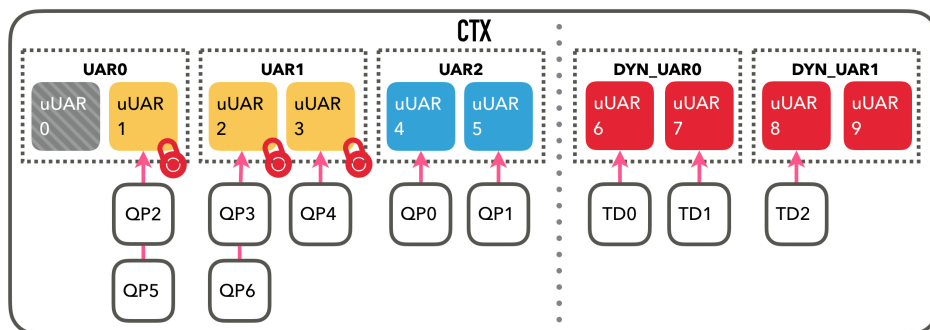 CTX
UAR0
UAR1
UAR2
DYN_UAR0
DYN_UAR1
uUAR
0
uUAR
1
uUAR
2
uUAR
3
uUAR
4
uUAR
5
uUAR
6
uUAR
7
uUAR
8
uUAR
9
QP2
QP3
QP4
QP0
QP1
TD0
TD1
TD2
QP5
QP6